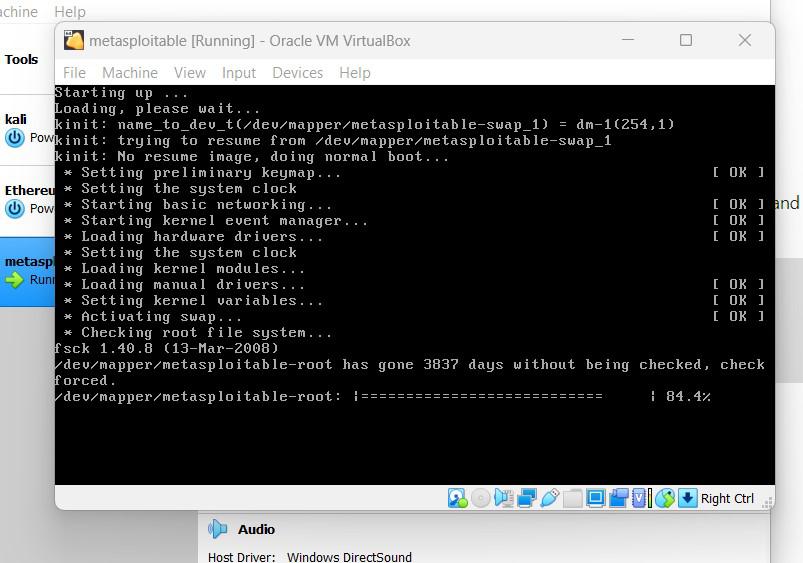 achine Help
Tools
kali
Pow
Ethereu
Pow
metaspl
Runn
metasploitable [Running] - Oracle VM VirtualBox
File Machine View Input Devices Help
Starting up ...
Loading, please wait...
kinit: name_to_dev_t(/dev/mapper/metasploitable-swap_1) = dm-1(254,1)
kinit: trying to resume from /dev/mapper/metasploitable-swap_1
kinit: No resume image, doing normal boot...
* Setting preliminary keymap... [ OK ]
* Setting the system clock
* Starting basic networking... [ OK ]
* Starting kernel event manager... [ OK ]
* Loading hardware drivers... [ OK ]
* Setting the system clock
* Loading kernel modules...
* Loading manual drivers... [ OK ]
* Setting kernel variables... [ OK ]
* Activating swap... [ OK ]
* Checking root file system...
fsck 1.40.8 (13-Mar-2008)
/dev/mapper/metasploitable-root has gone 3837 days without being checked, check
forced.
/dev/mapper/metasploitable-root: |=========================== | 84.4%
Right Ctrl
and
Audio
Host Driver: Windows DirectSound